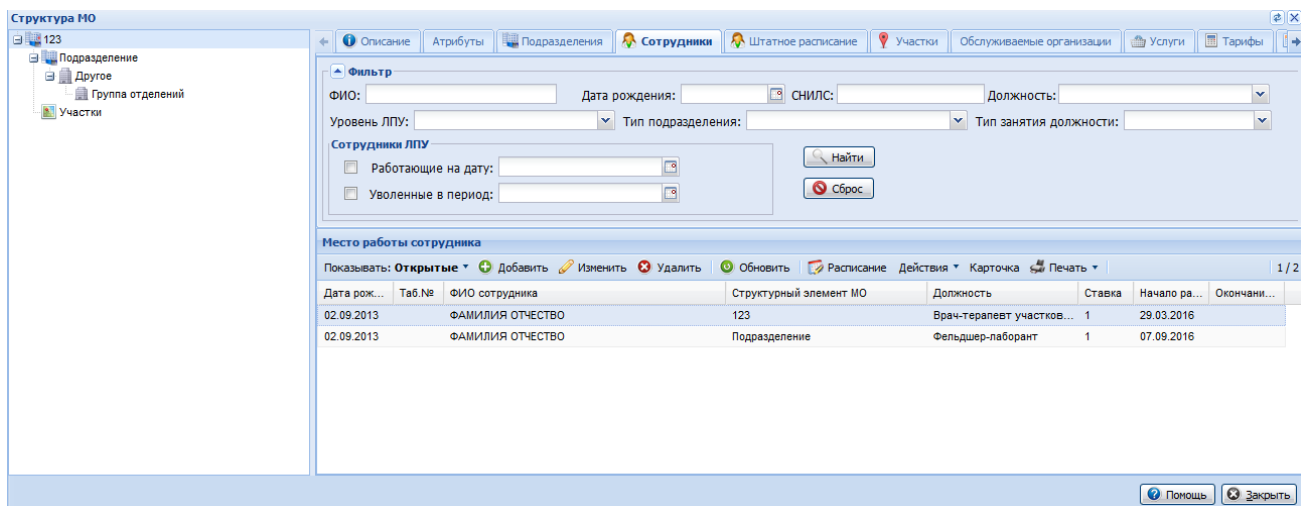 Структура МО
123
Подразделение
Другое
Группа отделений
Участки
Описание Атрибуты Подразделения Сотрудники Штатное расписание Участки Обслуживаемые организации Услуги Тарифы
Фильтр
ФИО: Дата рождения: СНИЛС: Должность:
Уровень ЛПУ: Тип подразделения: Тип занятия должности:
Сотрудники ЛПУ
Работающие на дату:
Уволенные в период:
Найти
Сброс
Место работы сотрудника
Показывать: Открытые Добавить Изменить Удалить Обновить Расписание Действия Карточка Печать 1 / 2
Дата рож... Таб.№ ФИО сотрудника Структурный элемент МО Должность Ставка Начало ра... Окончани...
02.09.2013 ФАМИЛИЯ ОТЧЕСТВО 123 Врач-терапевт участков... 1 29.03.2016
02.09.2013 ФАМИЛИЯ ОТЧЕСТВО Подразделение Фельдшер-лаборант 1 07.09.2016
Помощь Закрыть